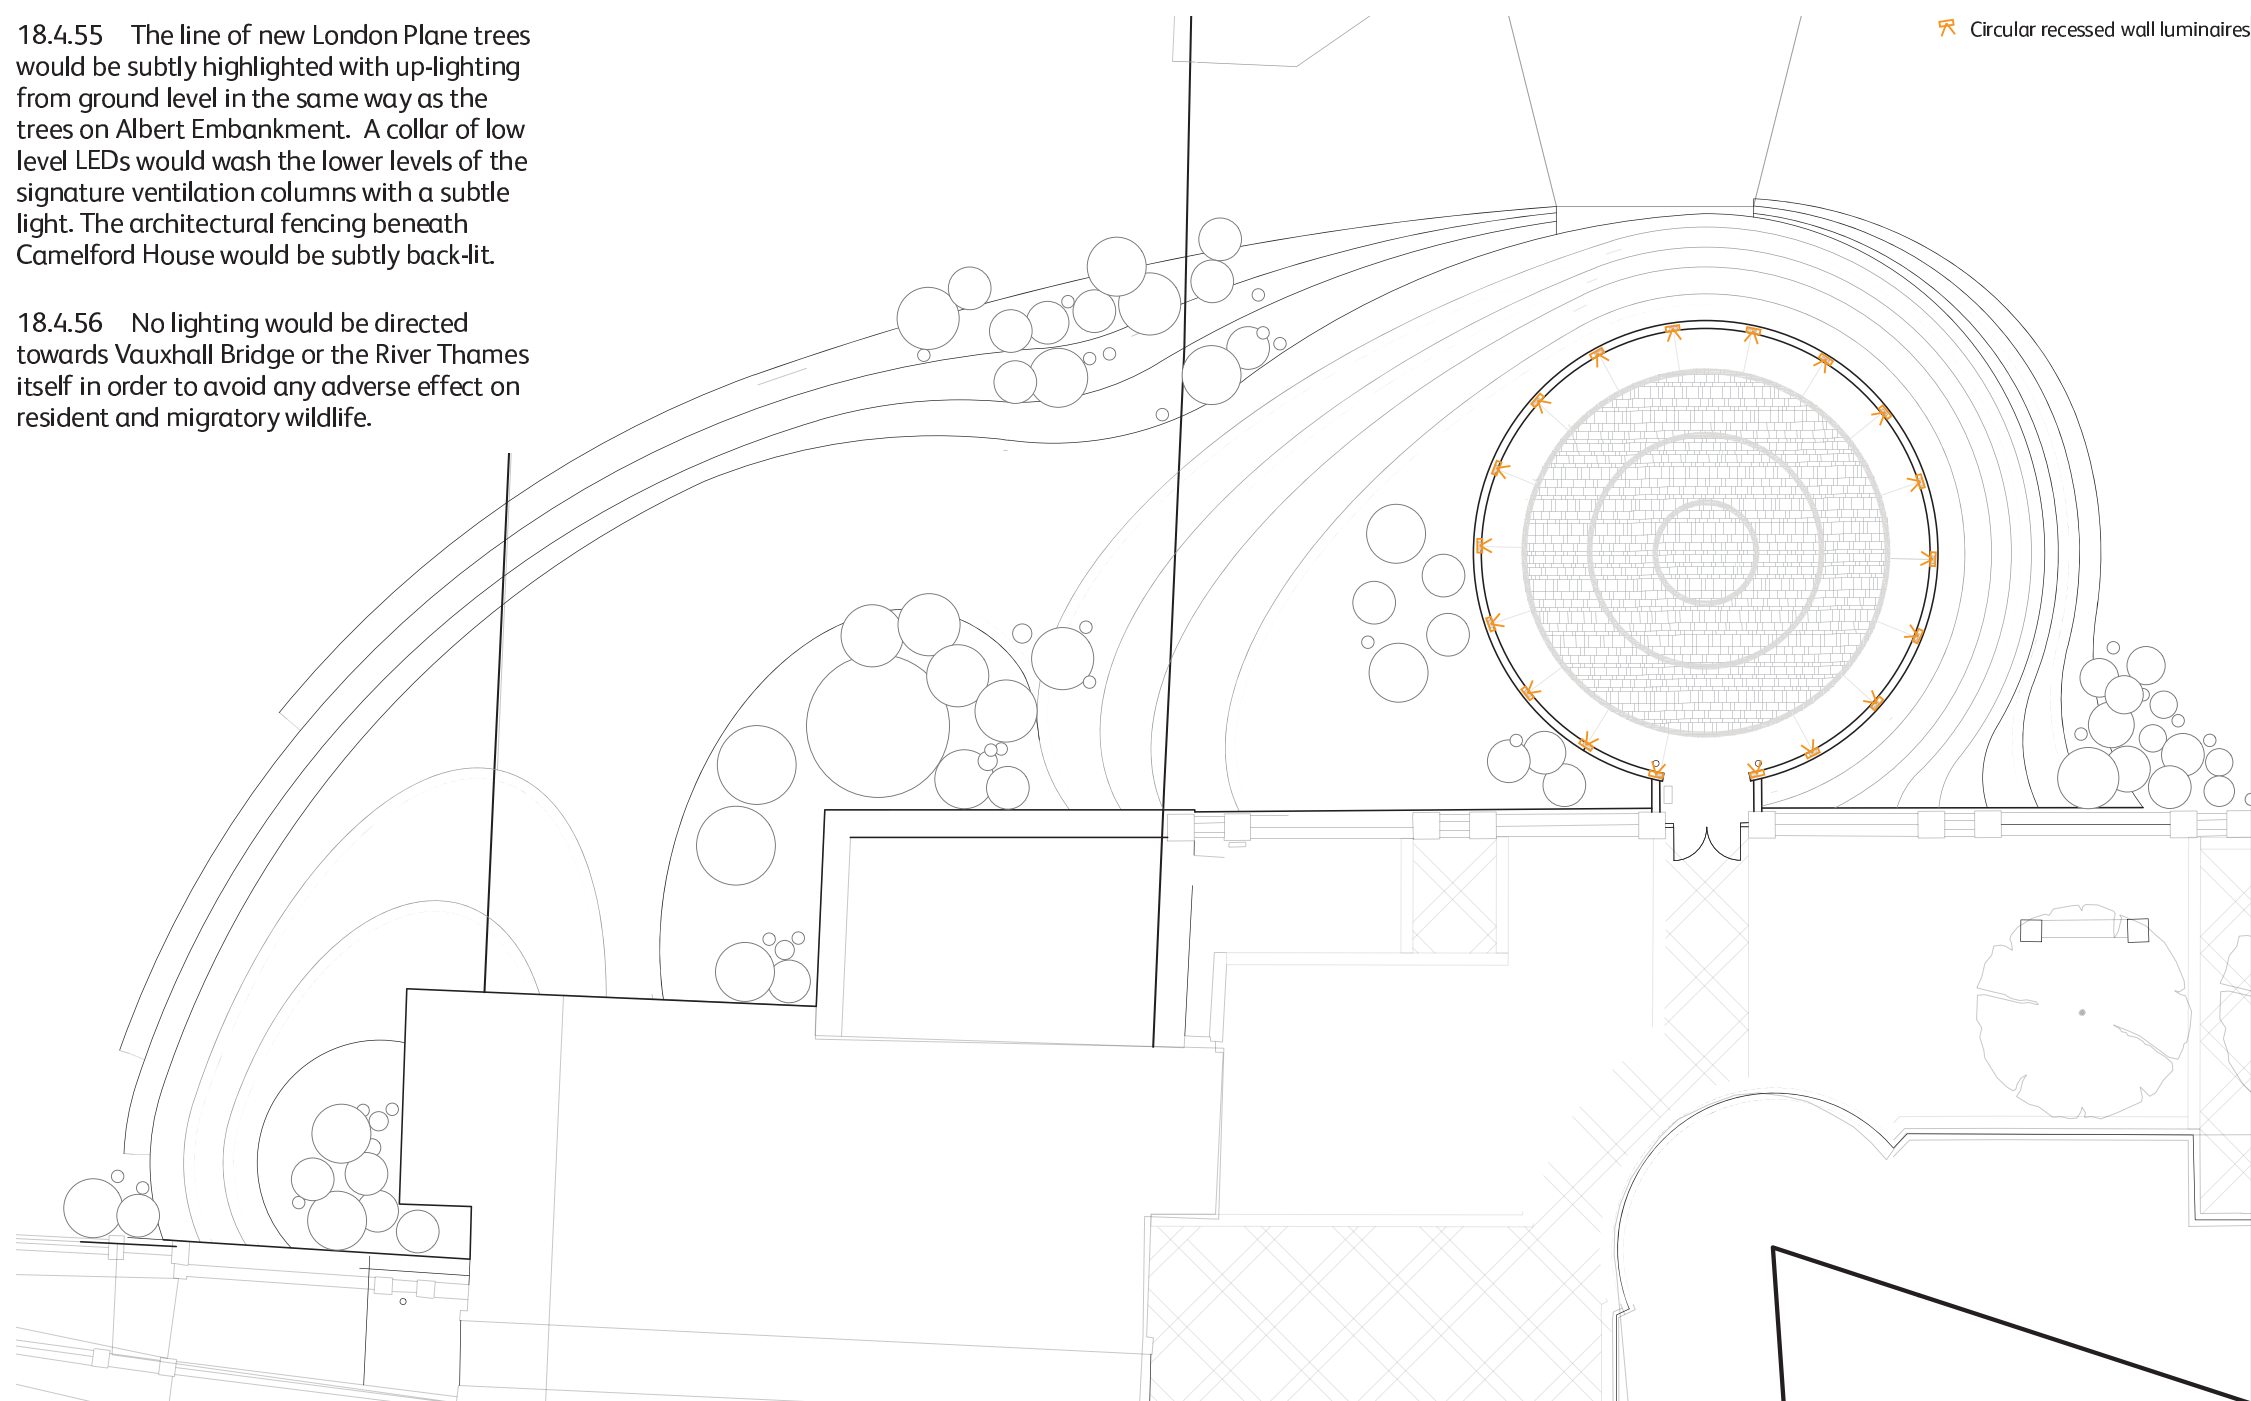 18.4.55 The line of new London Plane trees
would be subtly highlighted with up-lighting
from ground level in the same way as the
trees on Albert Embankment. A collar of low
level LEDs would wash the lower levels of the
signature ventilation columns with a subtle
light. The architectural fencing beneath
Camelford House would be subtly back-lit.
18.4.56 No lighting would be directed
towards Vauxhall Bridge or the River Thames
itself in order to avoid any adverse effect on
resident and migratory wildlife.
Circular recessed wall luminaires